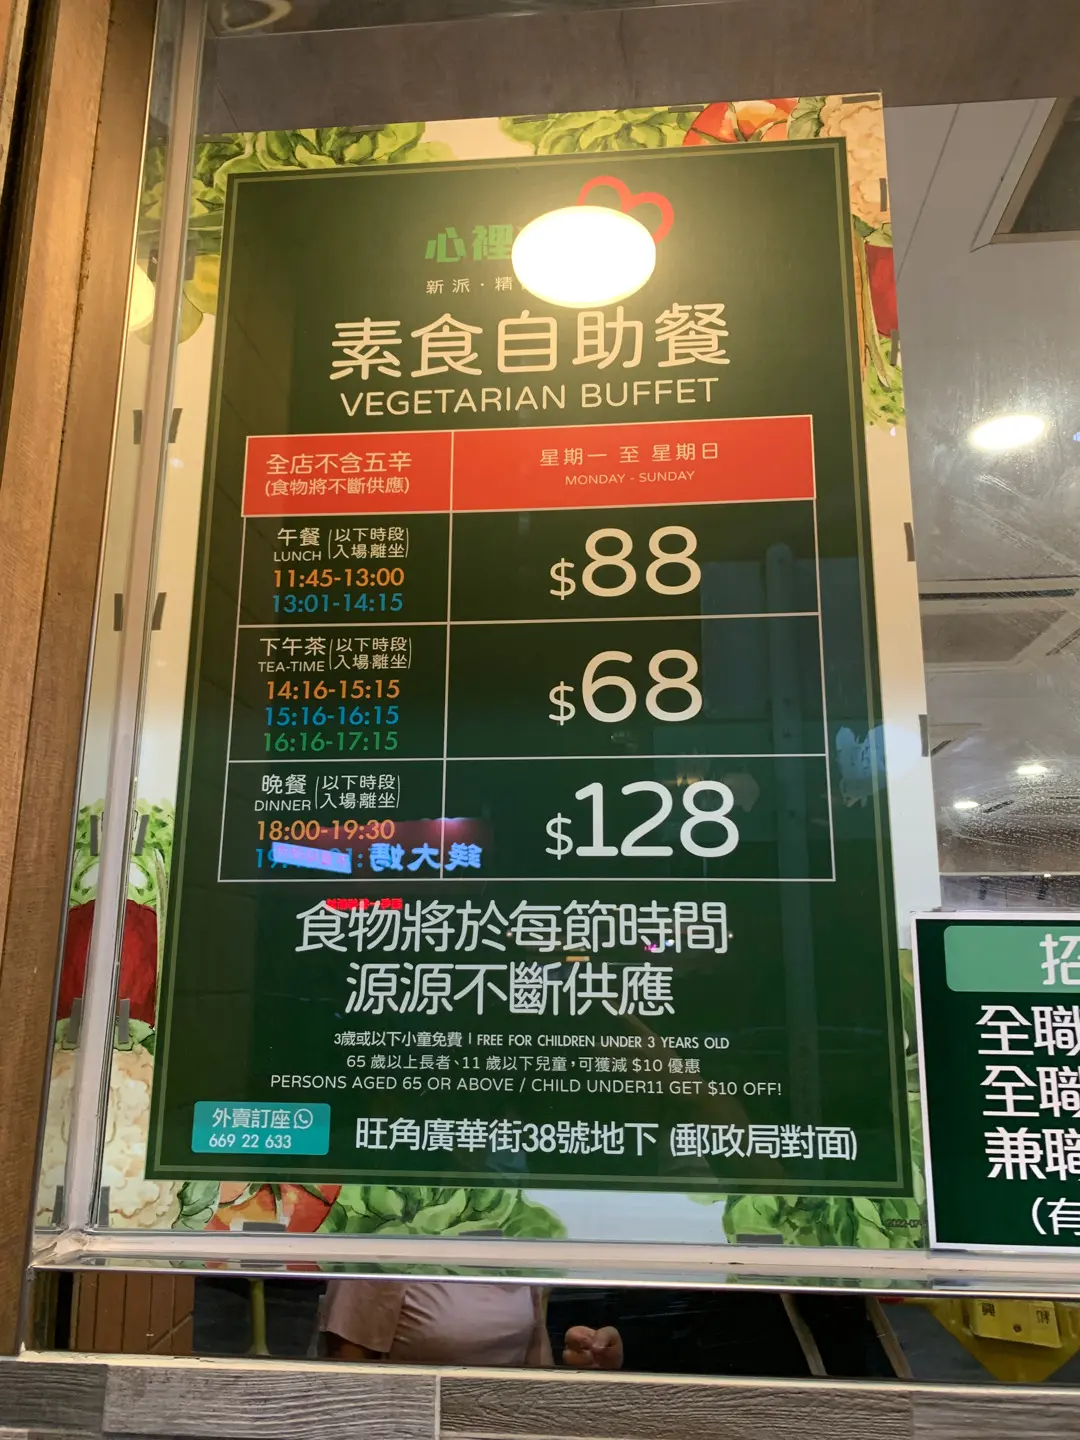 心裡
新派·精
素食自助餐
VEGETARIAN BUFFET
全店不含五辛
(食物將不斷供應)
星期一 至 星期日
MONDAY - SUNDAY
午餐 (以下時段
LUNCH 入場離坐)
11:45-13:00
13:01-14:15
$88
下午茶 (以下時段
TEA-TIME 入場離坐)
14:16-15:15
15:16-16:15
16:16-17:15
$68
晚餐 (以下時段
DINNER 入場離坐)
18:00-19:30
$128
錢大媽
食物將於每節時間
源源不斷供應
3歲或以下小童免費 | FREE FOR CHILDREN UNDER 3 YEARS OLD
65 歲以上長者、11 歲以下兒童,可獲減 $10 優惠
PERSONS AGED 65 OR ABOVE / CHILD UNDER11 GET $10 OFF!
外賣訂座
669 22 633
旺角廣華街38號地下 (郵政局對面)
招
全職
全職
兼職
(有